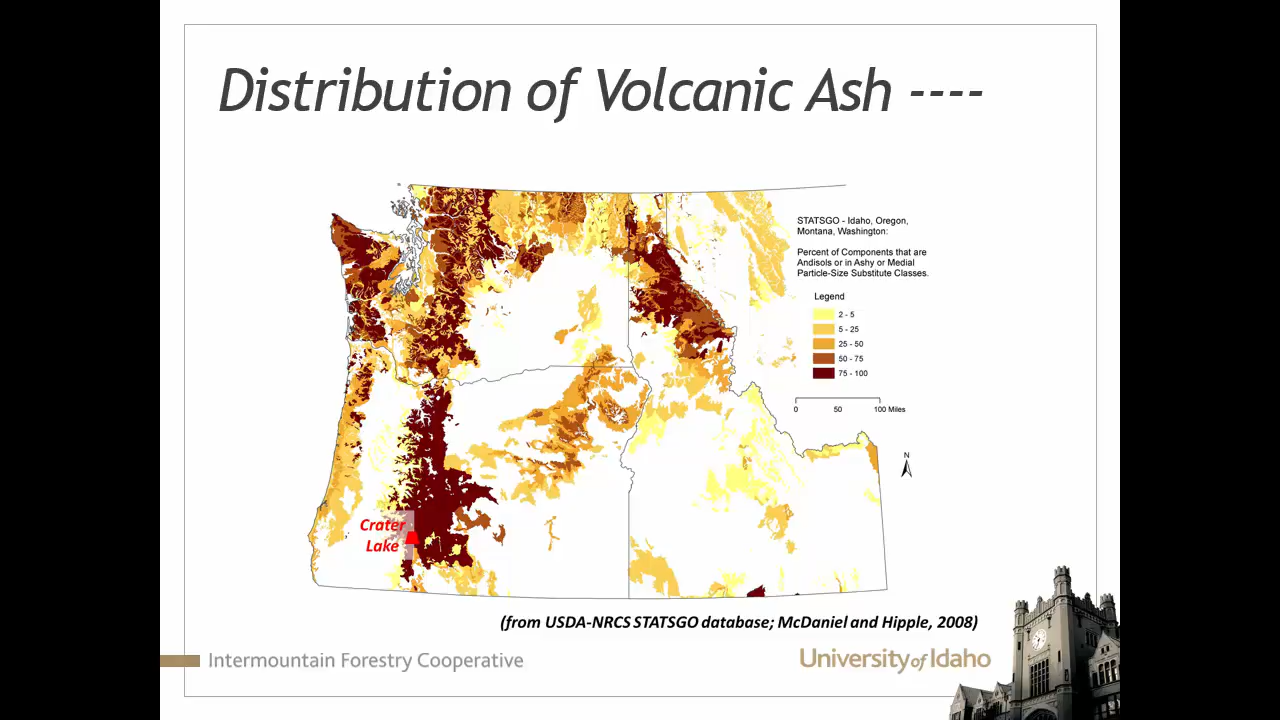 Distribution of Volcanic Ash ----
STATSGO - Idaho, Oregon,
Montana, Washington:
Percent of Components that are
Andisols or in Ashy or Medial
Particle-Size Substitute Classes.
Legend
2 - 5
5 - 25
25 - 50
50 - 75
75 - 100
0 50 100 Miles
N
Crater
Lake
(from USDA-NRCS STATSGO database; McDaniel and Hipple, 2008)
Intermountain Forestry Cooperative
University of Idaho